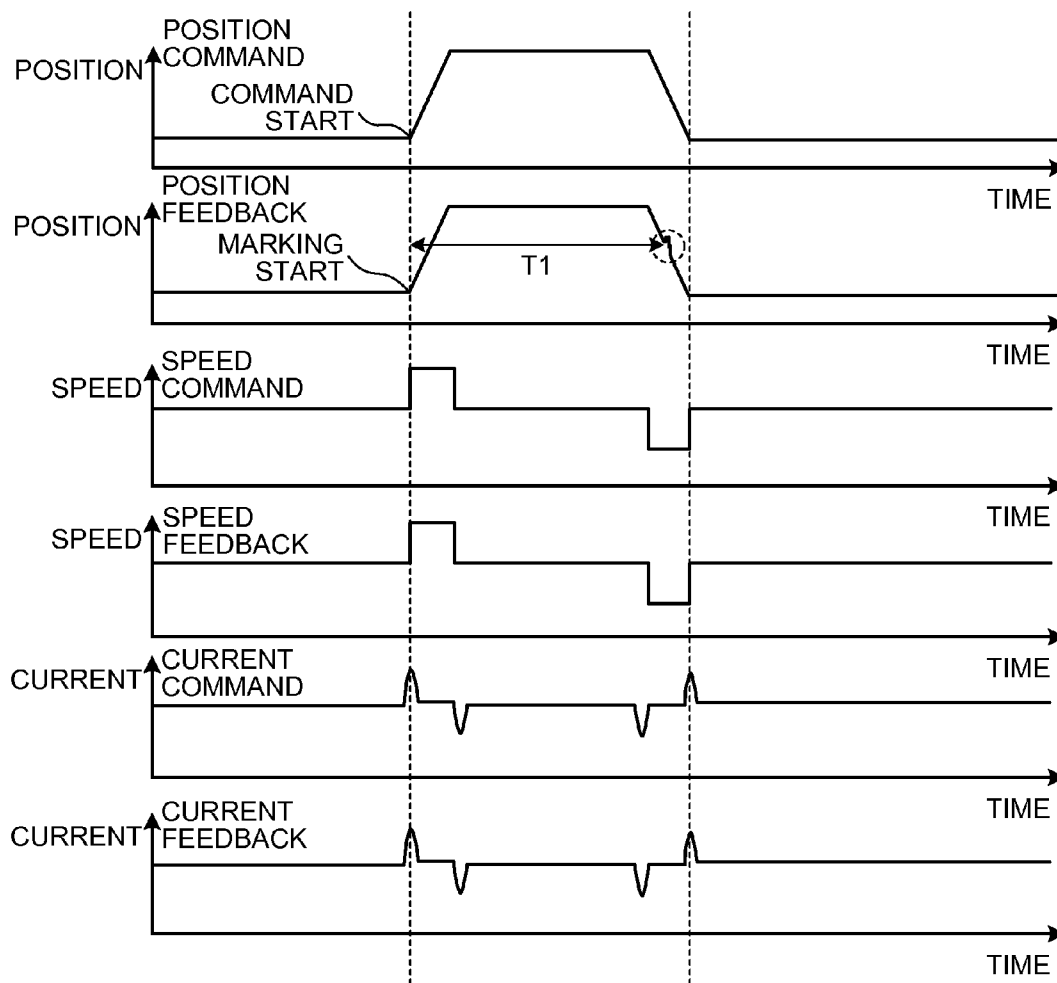 POSITION
COMMAND
POSITION
COMMAND
START
TIME
POSITION
FEEDBACK
POSITION
MARKING
START
T1
TIME
SPEED
COMMAND
SPEED
TIME
SPEED
FEEDBACK
SPEED
TIME
CURRENT
COMMAND
CURRENT
TIME
CURRENT
FEEDBACK
CURRENT
TIME